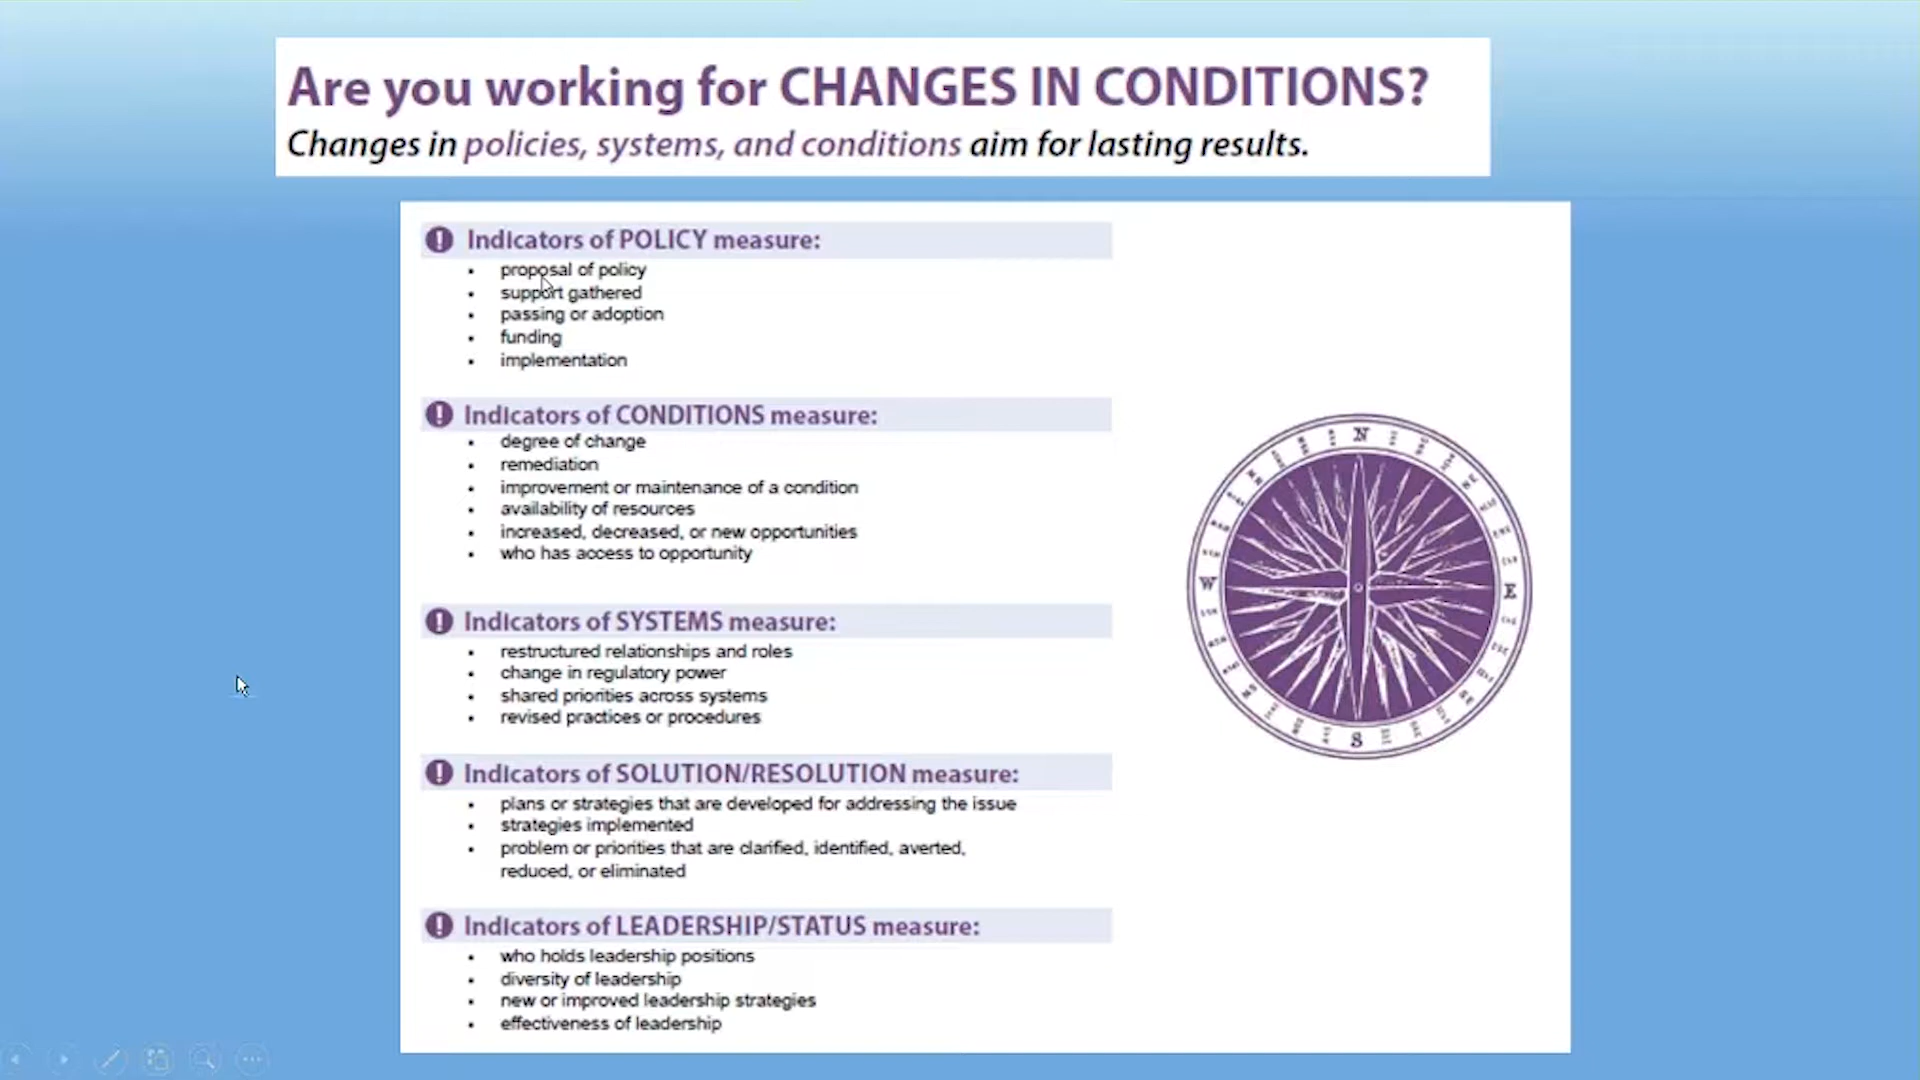 Are you working for CHANGES IN CONDITIONS?
Changes in policies, systems, and conditions aim for lasting results.
Indicators of POLICY measure:
• proposal of policy
• support gathered
• passing or adoption
• funding
• implementation
Indicators of CONDITIONS measure:
• degree of change
• remediation
• improvement or maintenance of a condition
• availability of resources
• increased, decreased, or new opportunities
• who has access to opportunity
Indicators of SYSTEMS measure:
• restructured relationships and roles
• change in regulatory power
• shared priorities across systems
• revised practices or procedures
Indicators of SOLUTION/RESOLUTION measure:
• plans or strategies that are developed for addressing the issue
• strategies implemented
• problem or priorities that are clarified, identified, averted,
reduced, or eliminated
Indicators of LEADERSHIP/STATUS measure:
• who holds leadership positions
• diversity of leadership
• new or improved leadership strategies
• effectiveness of leadership
N
W
E
S